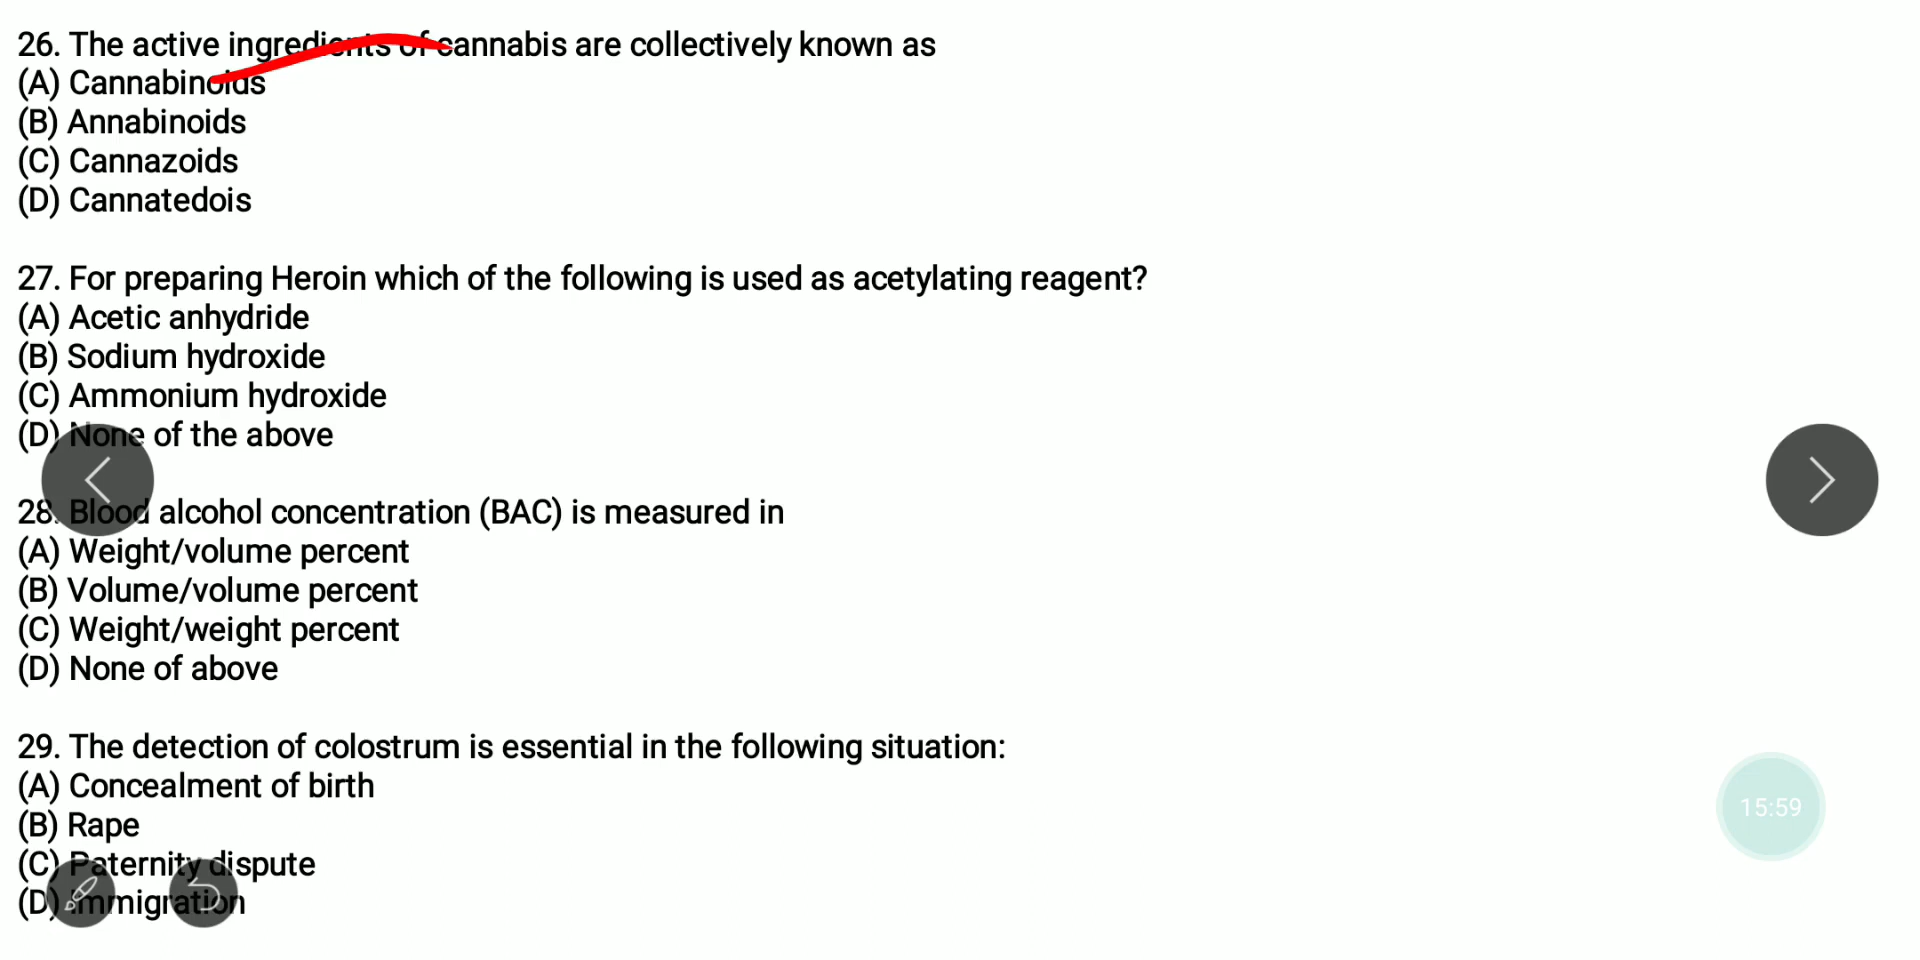 26. The active ingredients of cannabis are collectively known as
(A) Cannabinoids
(B) Annabinoids
(C) Cannazoids
(D) Cannatedois
27. For preparing Heroin which of the following is used as acetylating reagent?
(A) Acetic anhydride
(B) Sodium hydroxide
(C) Ammonium hydroxide
(D) None of the above
28. Blood alcohol concentration (BAC) is measured in
(A) Weight/volume percent
(B) Volume/volume percent
(C) Weight/weight percent
(D) None of above
29. The detection of colostrum is essential in the following situation:
(A) Concealment of birth
(B) Rape
15:59
(C) Paternity dispute
(D) Immigration